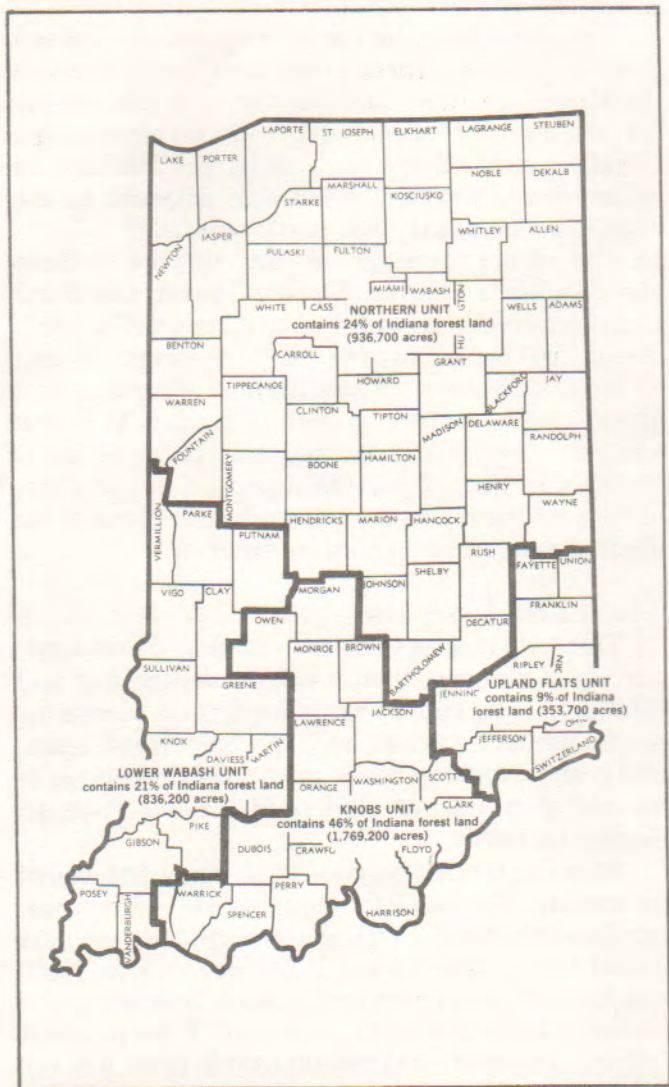 LAPORTE
ST. JOSEPH
ELKHART
LAGRANGE
STEUBEN
LAKE
PORTER
NOBLE
DEKALB
MARSHALL
KOSCIUSKO
STARKE
NEWTON
JASPER
PULASKI
FULTON
WHITLEY
ALLEN
MIAMI
WABASH
WHITE
CASS
NORTHERN UNIT
contains 24% of Indiana forest land
(936,700 acres)
WELLS
ADAMS
BENTON
CARROLL
GRANT
HOWARD
TIPPECANOE
BLACKFORD
JAY
WARREN
CLINTON
TIPTON
MADISON
DELAWARE
RANDOLPH
FOUNTAIN
MONTGOMERY
BOONE
HAMILTON
HENRY
WAYNE
VERMILLION
PARKE
HENDRICKS
MARION
HANCOCK
PUTNAM
RUSH
FAYETTE
UNION
VIGO
CLAY
MORGAN
JOHNSON
SHELBY
FRANKLIN
OWEN
DECATUR
MONROE
BROWN
BARTHOLOMEW
RIPLEY
SULLIVAN
GREENE
JENNING
UPLAND FLATS UNIT
contains 9% of Indiana
forest land (353,700 acres)
JACKSON
LAWRENCE
JEFFERSON
SWITZERLAND
KNOX
DAVIESS
MARTIN
LOWER WABASH UNIT
contains 21% of Indiana forest land
(836,200 acres)
ORANGE
WASHINGTON
SCOTT
CLARK
KNOBS UNIT
contains 46% of Indiana forest land
(1,769,200 acres)
PIKE
GIBSON
DUBOIS
CRAWF
FLOYD
POSEY
VANDERBURGH
WARRICK
SPENCER
PERRY
HARRISON